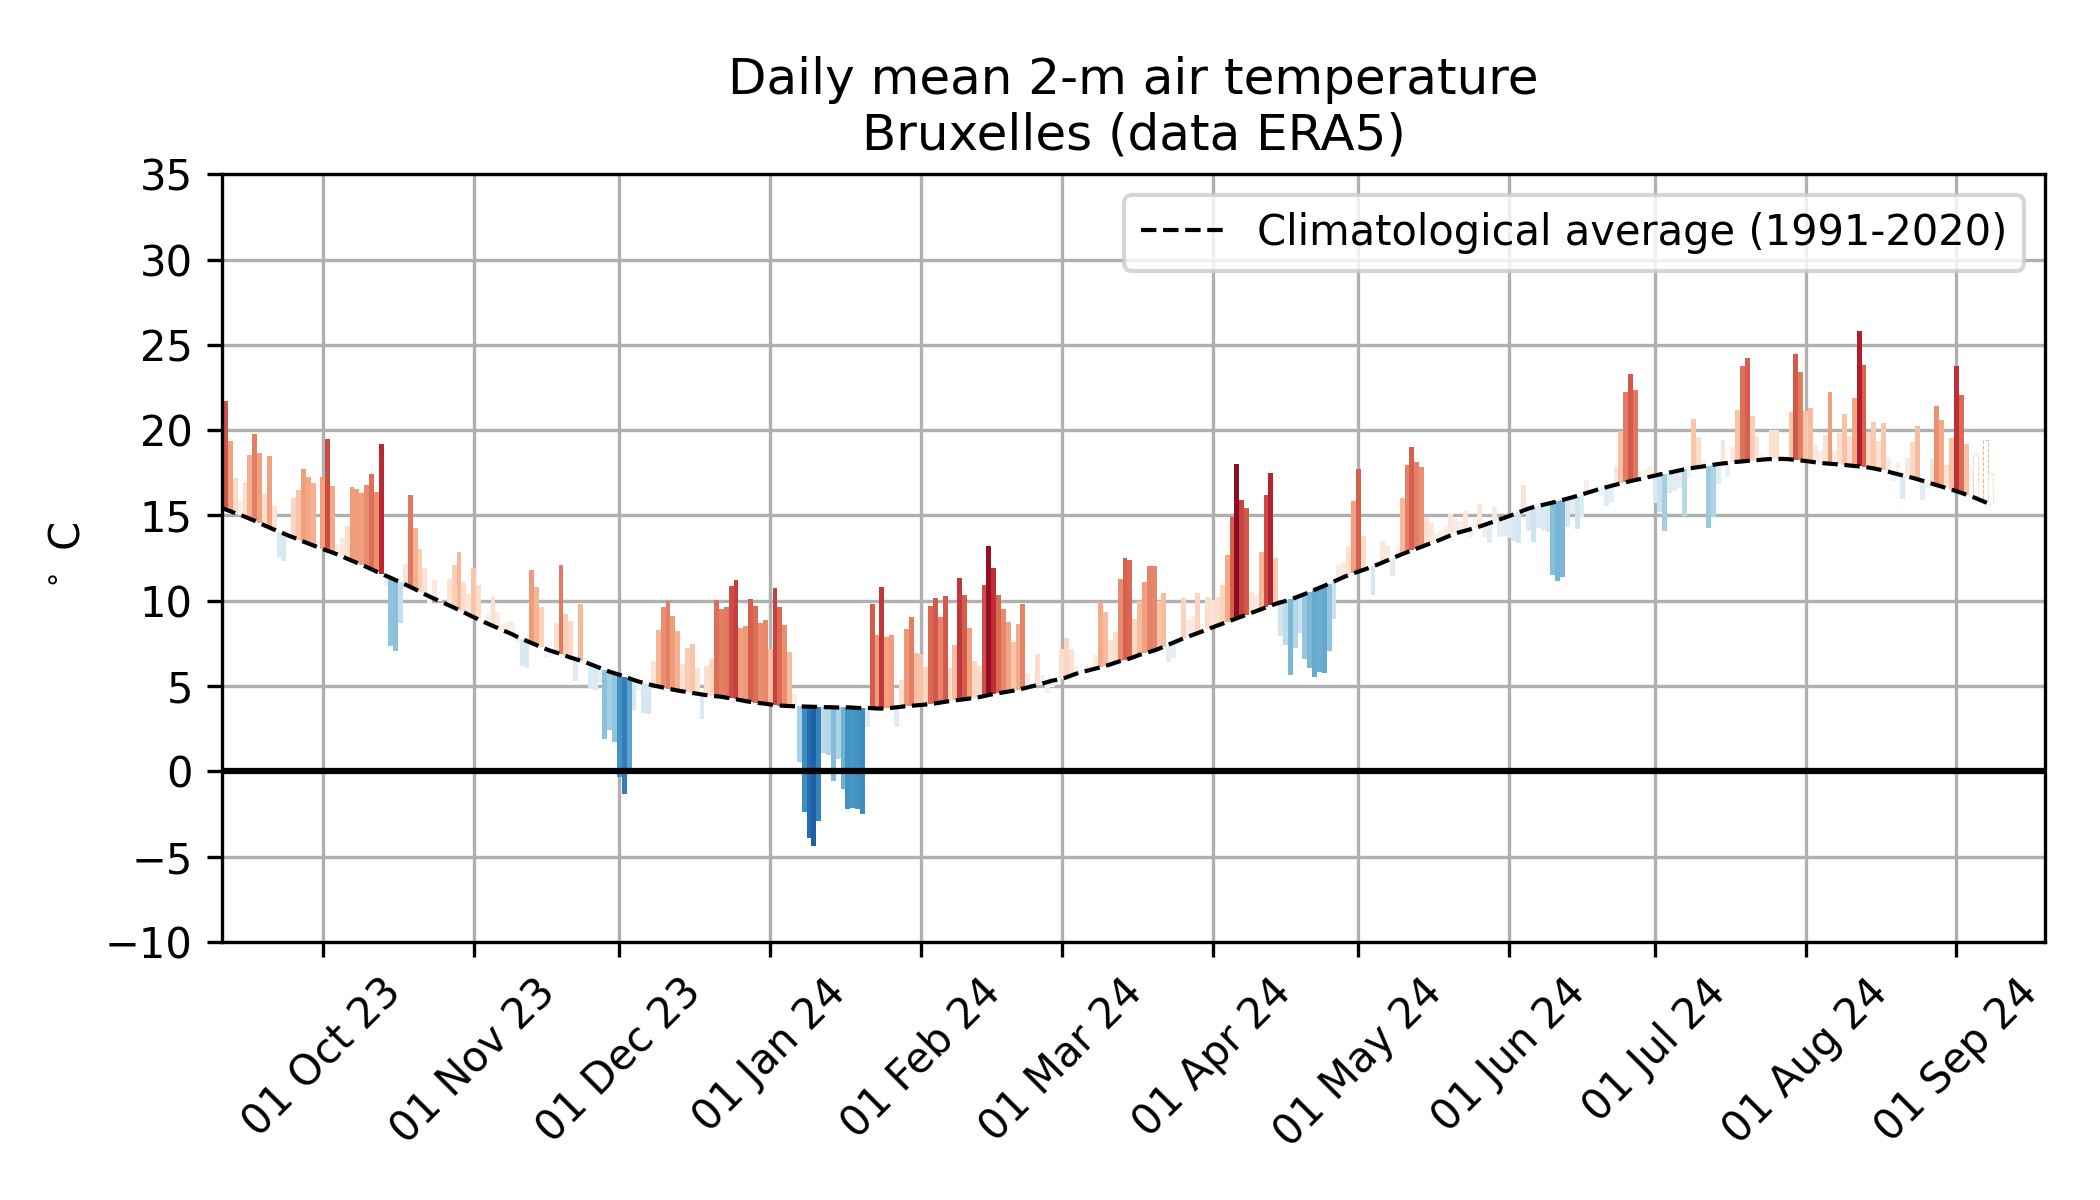 Daily mean 2-m air temperature
Bruxelles (data ERA5)
35
30
25
20
15
10
5
0
−5
−10
° C
Climatological average (1991-2020)
01 Oct 23
01 Nov 23
01 Dec 23
01 Jan 24
01 Feb 24
01 Mar 24
01 Apr 24
01 May 24
01 Jun 24
01 Jul 24
01 Aug 24
01 Sep 24